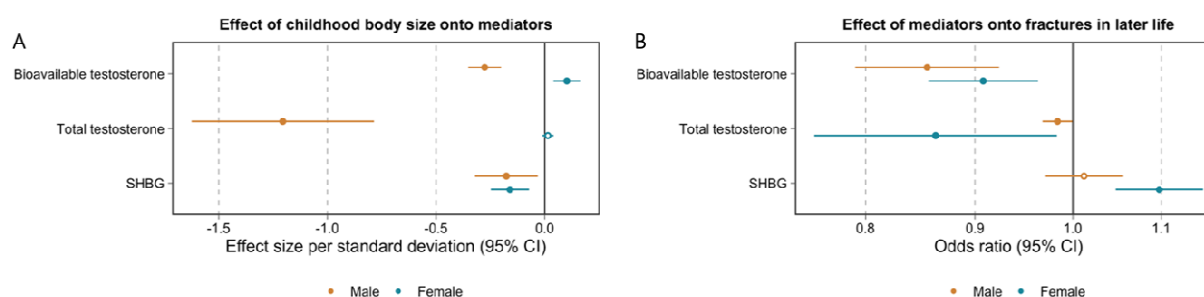 A
Effect of childhood body size onto mediators
Bioavailable testosterone
Total testosterone
SHBG
-1.5 -1.0 -0.5 0.0
Effect size per standard deviation (95% CI)
Male Female
B
Effect of mediators onto fractures in later life
Bioavailable testosterone
Total testosterone
SHBG
0.8 0.9 1.0 1.1
Odds ratio (95% CI)
Male Female